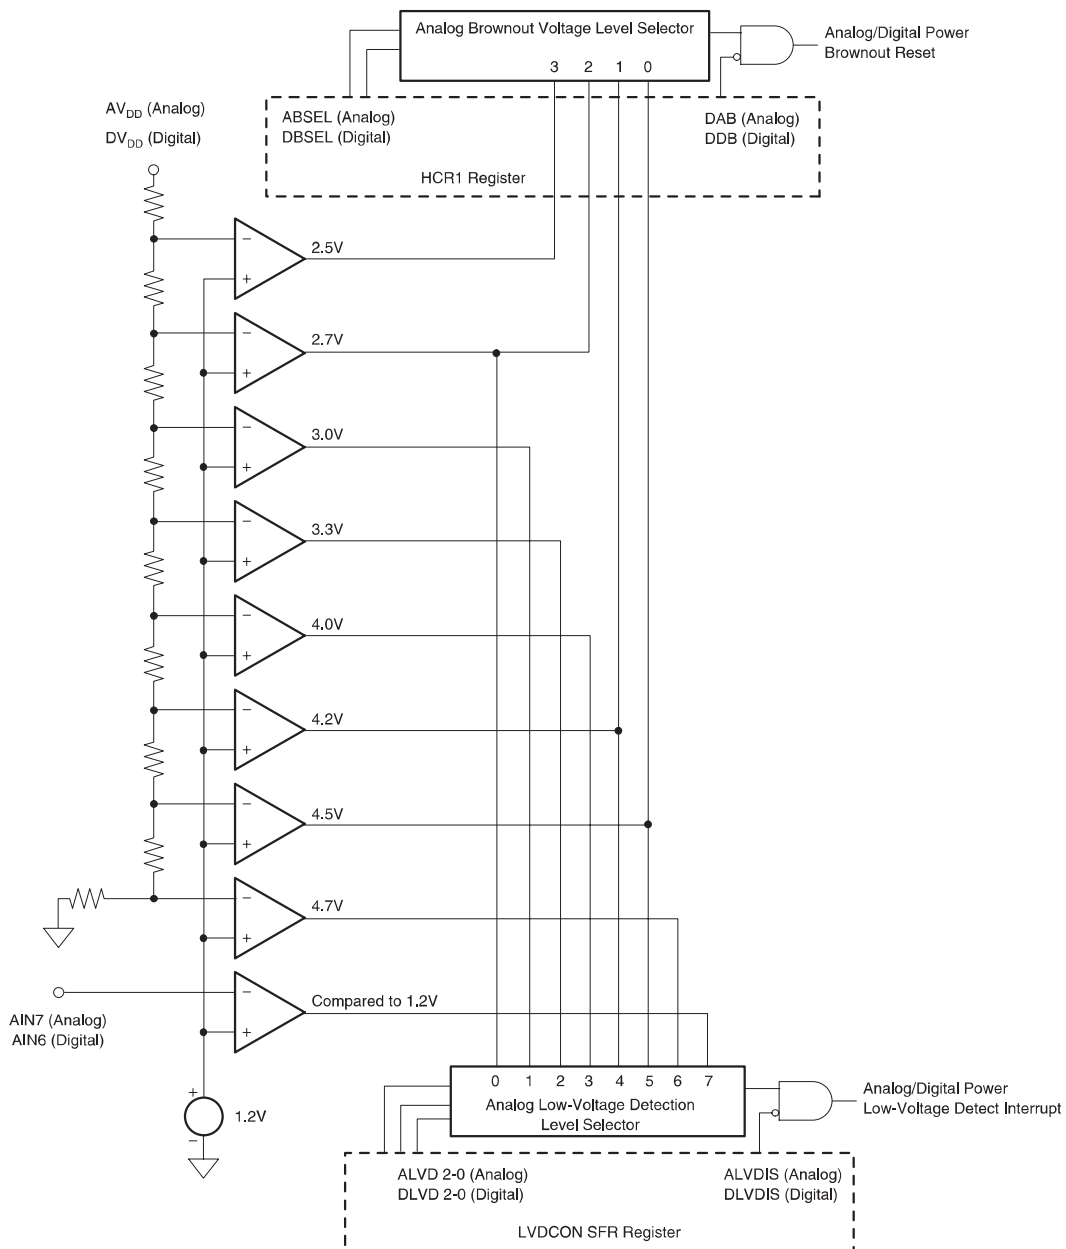 Analog Brownout Voltage Level Selector
3 2 1 0
Analog/Digital Power
Brownout Reset
AVDD (Analog)
DVDD (Digital)
ABSEL (Analog)
DBSEL (Digital)
DAB (Analog)
DDB (Digital)
HCR1 Register
−
2.5V
+
−
2.7V
+
−
3.0V
+
−
3.3V
+
−
4.0V
+
−
4.2V
+
−
4.5V
+
−
4.7V
+
−
Compared to 1.2V
+
AIN7 (Analog)
AIN6 (Digital)
+
1.2V
−
0 1 2 3 4 5 6 7
Analog Low-Voltage Detection
Level Selector
Analog/Digital Power
Low-Voltage Detect Interrupt
ALVD 2-0 (Analog)
DLVD 2-0 (Digital)
ALVDIS (Analog)
DLVDIS (Digital)
LVDCON SFR Register